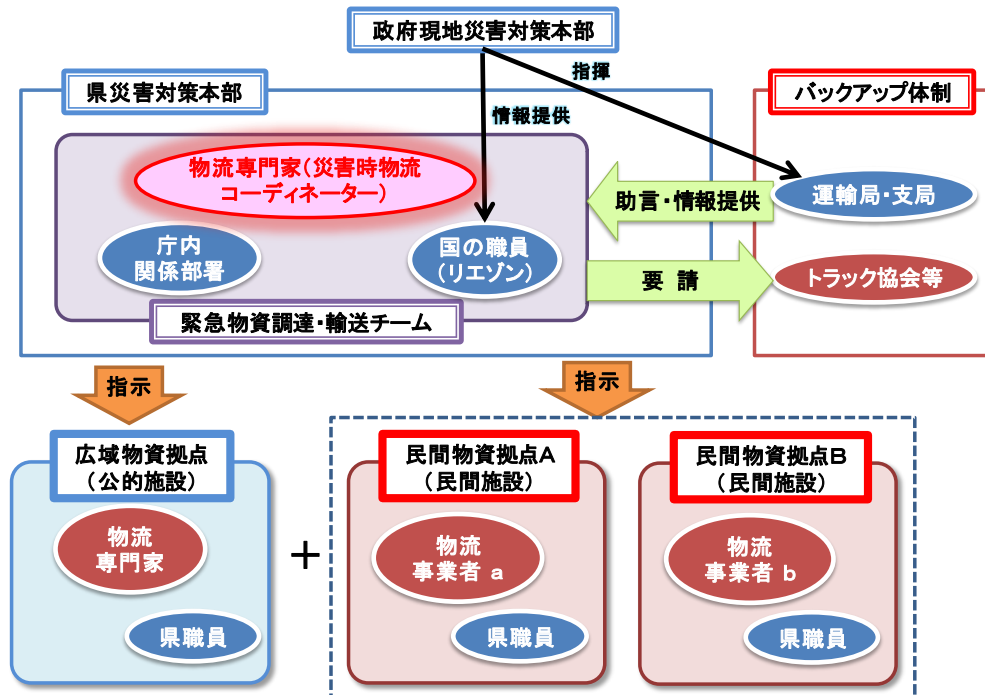 政府現地災害対策本部
指揮
県災害対策本部
バックアップ体制
情報提供
物流専門家(災害時物流
コーディネーター)
助言・情報提供
運輸局・支局
庁内
関係部署
国の職員
(リエゾン)
要 請
トラック協会等
緊急物資調達・輸送チーム
指示
指示
広域物資拠点
(公的施設)
民間物資拠点A
(民間施設)
民間物資拠点B
(民間施設)
物流
専門家
+
物流
事業者 a
物流
事業者 b
県職員
県職員
県職員